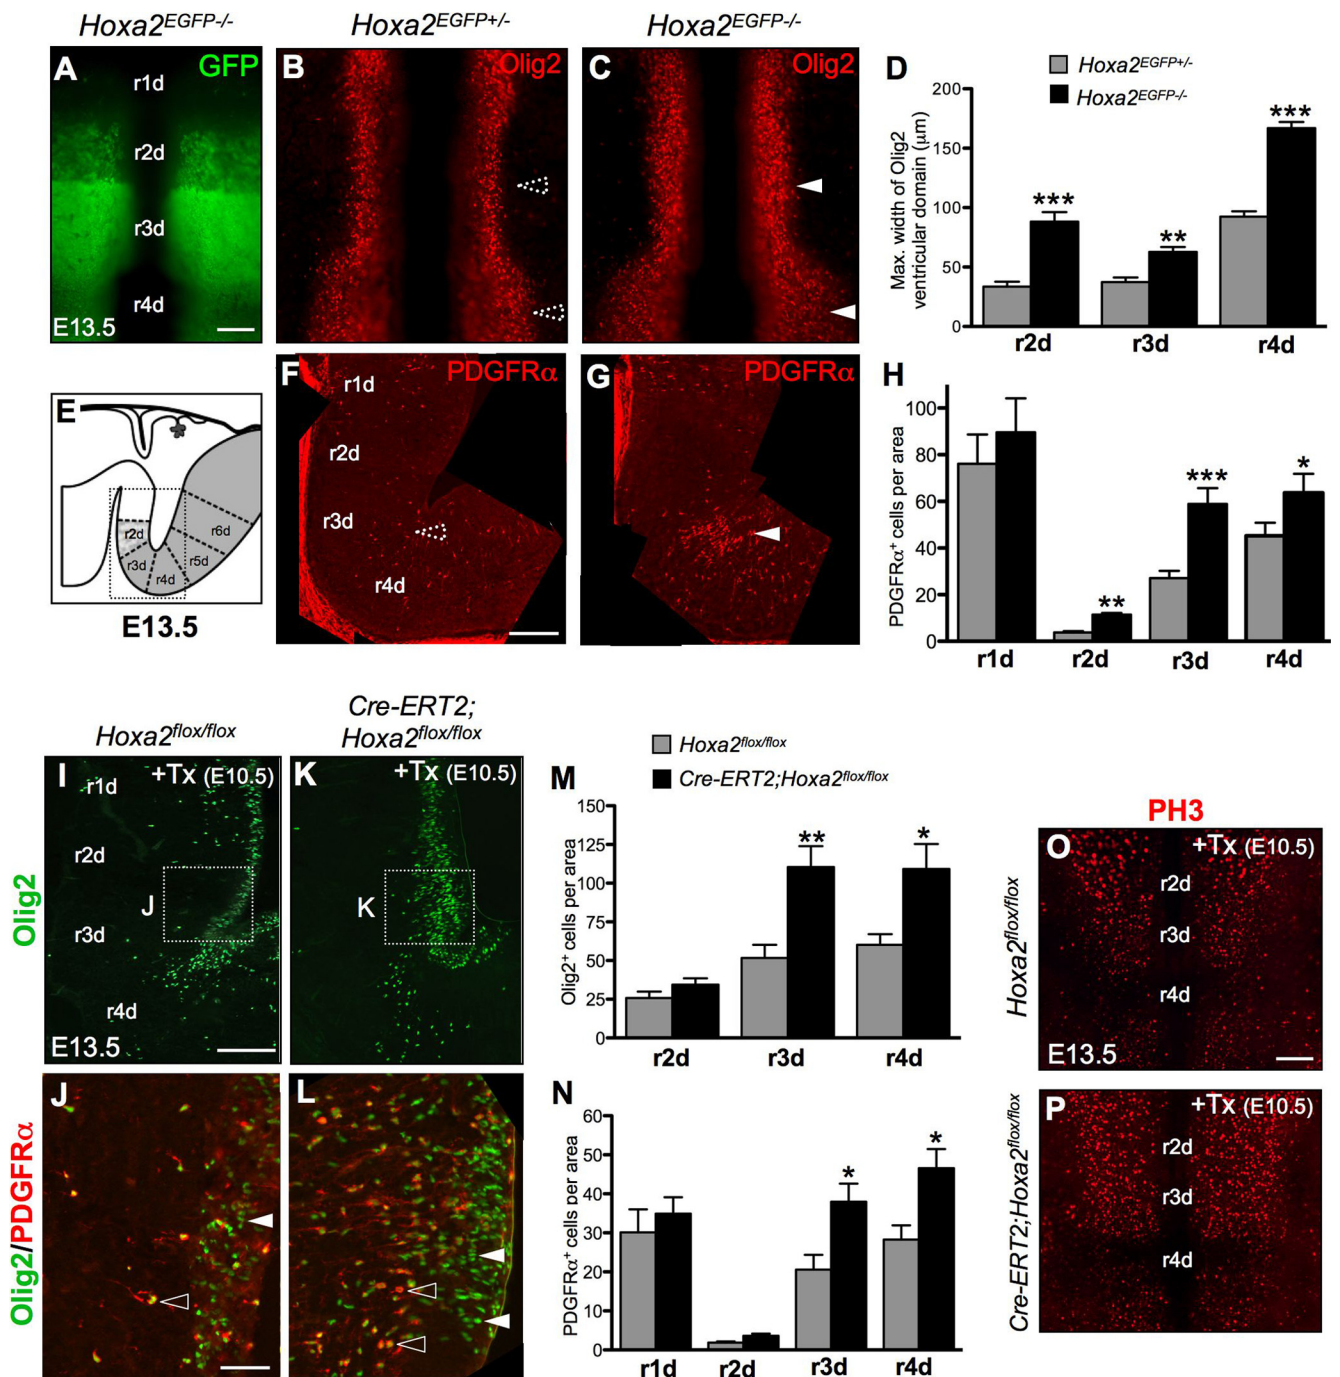 Hoxa2EGFP-/-
Hoxa2EGFP+/-
Hoxa2EGFP-/-
A
GFP
r1d
r2d
r3d
r4d
E13.5
B
Olig2
C
Olig2
D
Hoxa2EGFP+/-
Hoxa2EGFP-/-
Max. width of Olig2
ventricular domain (μm)
200
150
100
50
0
***
**
***
r2d
r3d
r4d
E
r2d
r3d
r4d
r5d
r6d
E13.5
F
PDGFRα
r1d
r2d
r3d
r4d
G
PDGFRα
H
PDGFRα+ cells per area
100
80
60
40
20
0
**
***
*
r1d
r2d
r3d
r4d
Hoxa2flox/flox
Cre-ERT2;
Hoxa2flox/flox
Olig2
I
+Tx (E10.5)
r1d
r2d
J
r3d
r4d
E13.5
K
+Tx (E10.5)
K
Hoxa2flox/flox
Cre-ERT2;Hoxa2flox/flox
M
Olig2+ cells per area
150
125
100
75
50
25
0
**
*
r2d
r3d
r4d
PH3
Hoxa2flox/flox
O
+Tx (E10.5)
r2d
r3d
r4d
E13.5
Olig2/PDGFRα
J
L
N
PDGFRα+ cells per area
60
50
40
30
20
10
0
*
*
r1d
r2d
r3d
r4d
Cre-ERT2;Hoxa2flox/flox
P
+Tx (E10.5)
r2d
r3d
r4d